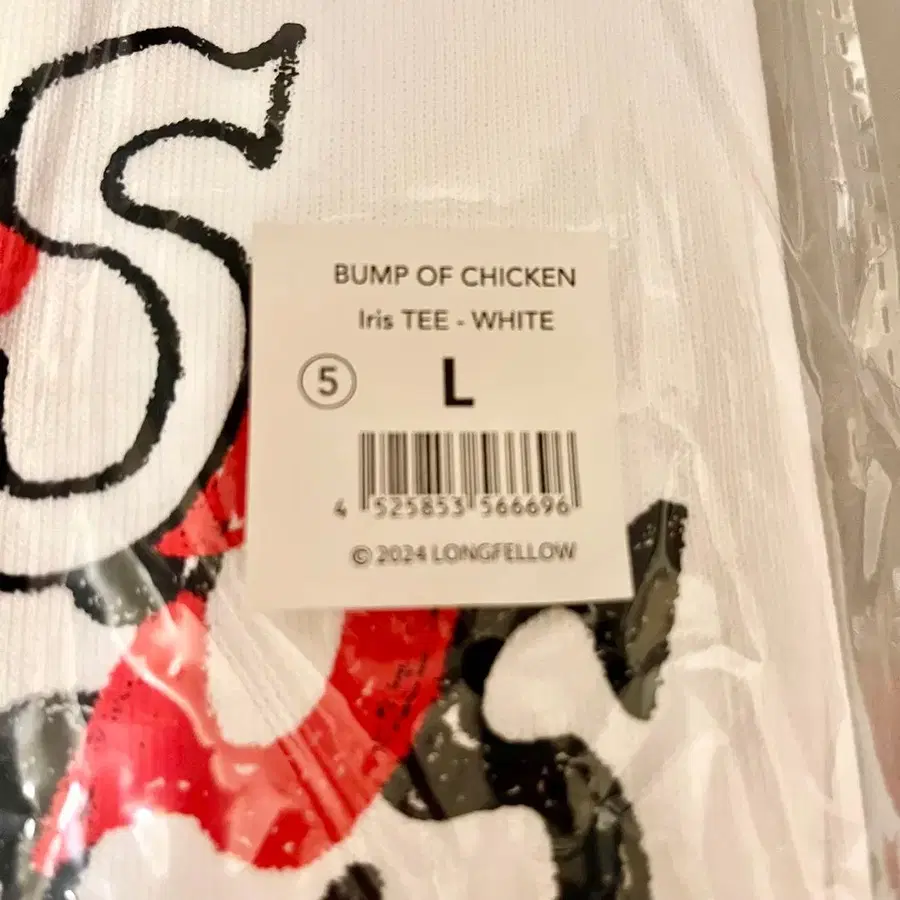 S
BUMP OF CHICKEN
Iris TEE - WHITE
5 L
4 525853 566696
© 2024 LONGFELLOW